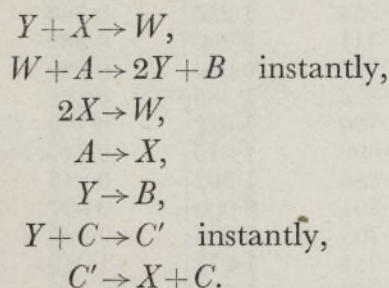 Y+X→W,
W+A→2Y+B instantly,
2X→W,
A→X,
Y→B,
Y+C→C′ instantly,
C′→X+C.